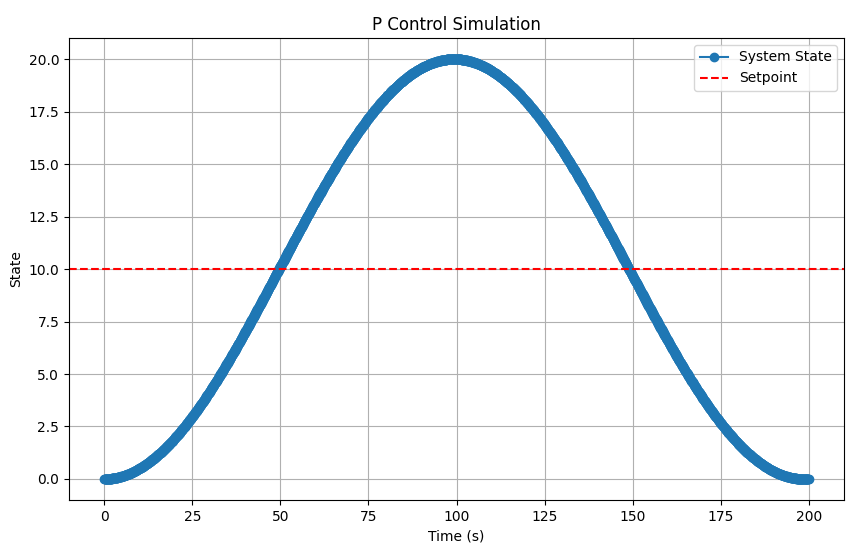 P Control Simulation
System State
Setpoint
20.0
17.5
15.0
12.5
10.0
7.5
5.0
2.5
0.0
State
0 25 50 75 100 125 150 175 200
Time (s)